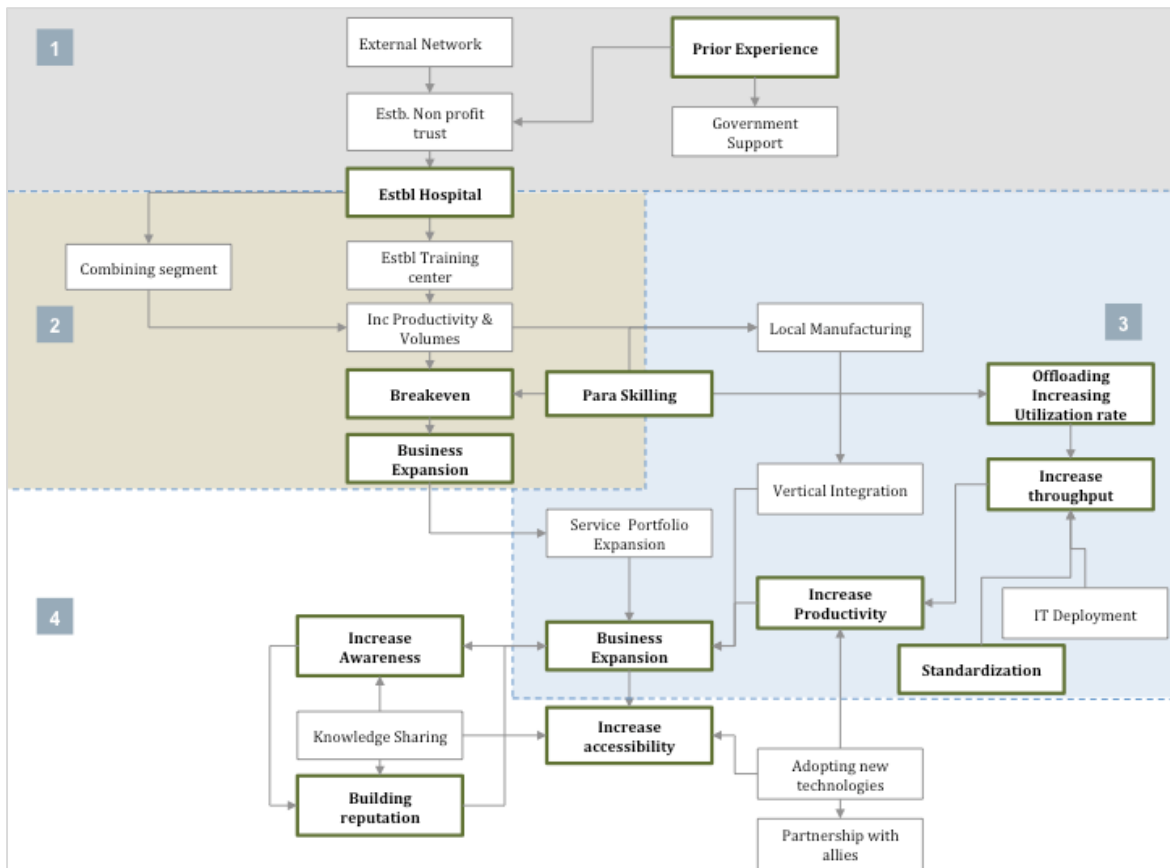 1
External Network
Prior Experience
Estb. Non profit
trust
Government
Support
Estbl Hospital
Combining segment
Estbl Training
center
2
Inc Productivity &
Volumes
Local Manufacturing
3
Breakeven
Para Skilling
Offloading
Increasing
Utilization rate
Business
Expansion
Vertical Integration
Increase
throughput
Service  Portfolio
Expansion
4
Increase
Productivity
IT Deployment
Increase
Awareness
Business
Expansion
Standardization
Knowledge Sharing
Increase
accessibility
Adopting new
technologies
Building
reputation
Partnership with
allies